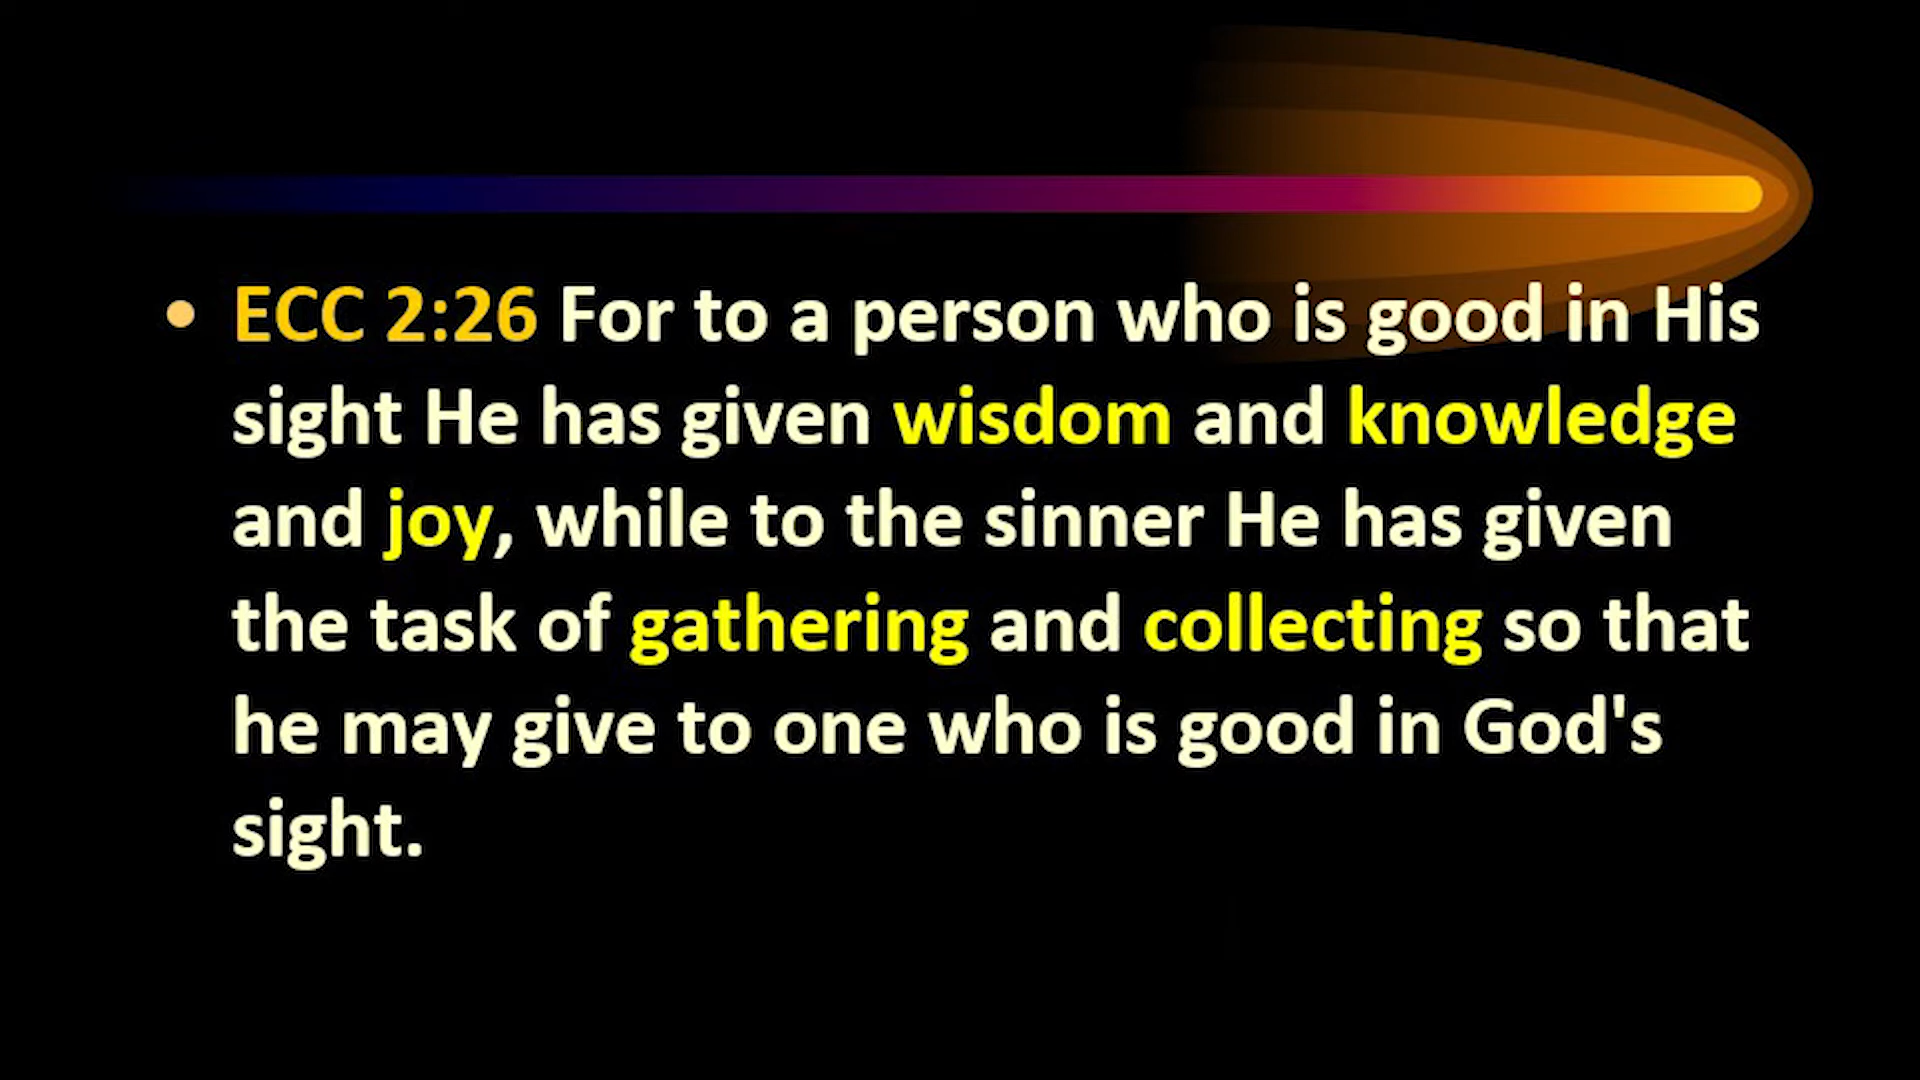 • ECC 2:26 For to a person who is good in His
sight He has given wisdom and knowledge
and joy, while to the sinner He has given
the task of gathering and collecting so that
he may give to one who is good in God's
sight.